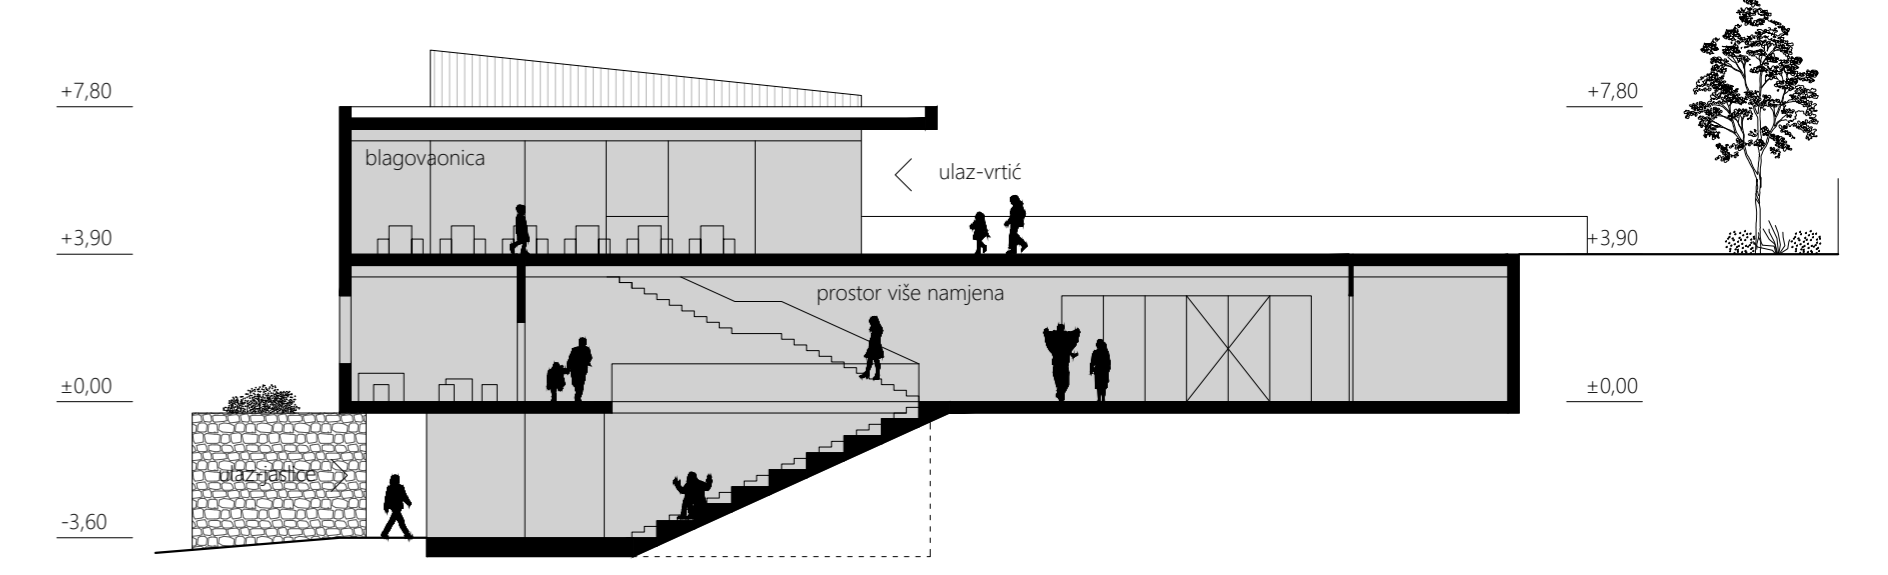 +7,80
+7,80
blagovaonica
ulaz-vrtić
+3,90
+3,90
prostor više namjena
±0,00
±0,00
ulaz-jaslice
-3,60